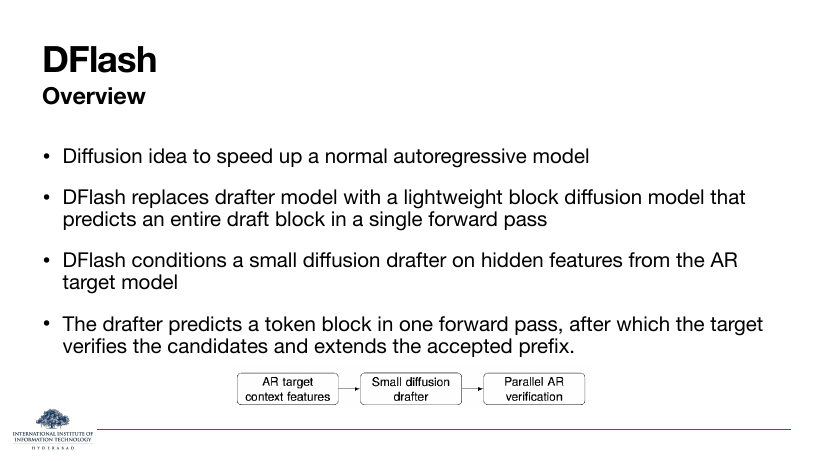 DFlash
Overview
• Diffusion idea to speed up a normal autoregressive model
• DFlash replaces drafter model with a lightweight block diffusion model that
predicts an entire draft block in a single forward pass
• DFlash conditions a small diffusion drafter on hidden features from the AR
target model
• The drafter predicts a token block in one forward pass, after which the target
verifies the candidates and extends the accepted prefix.
AR target
context features
Small diffusion
drafter
Parallel AR
verification
INTERNATIONAL INSTITUTE OF
INFORMATION TECHNOLOGY
HYDERABAD